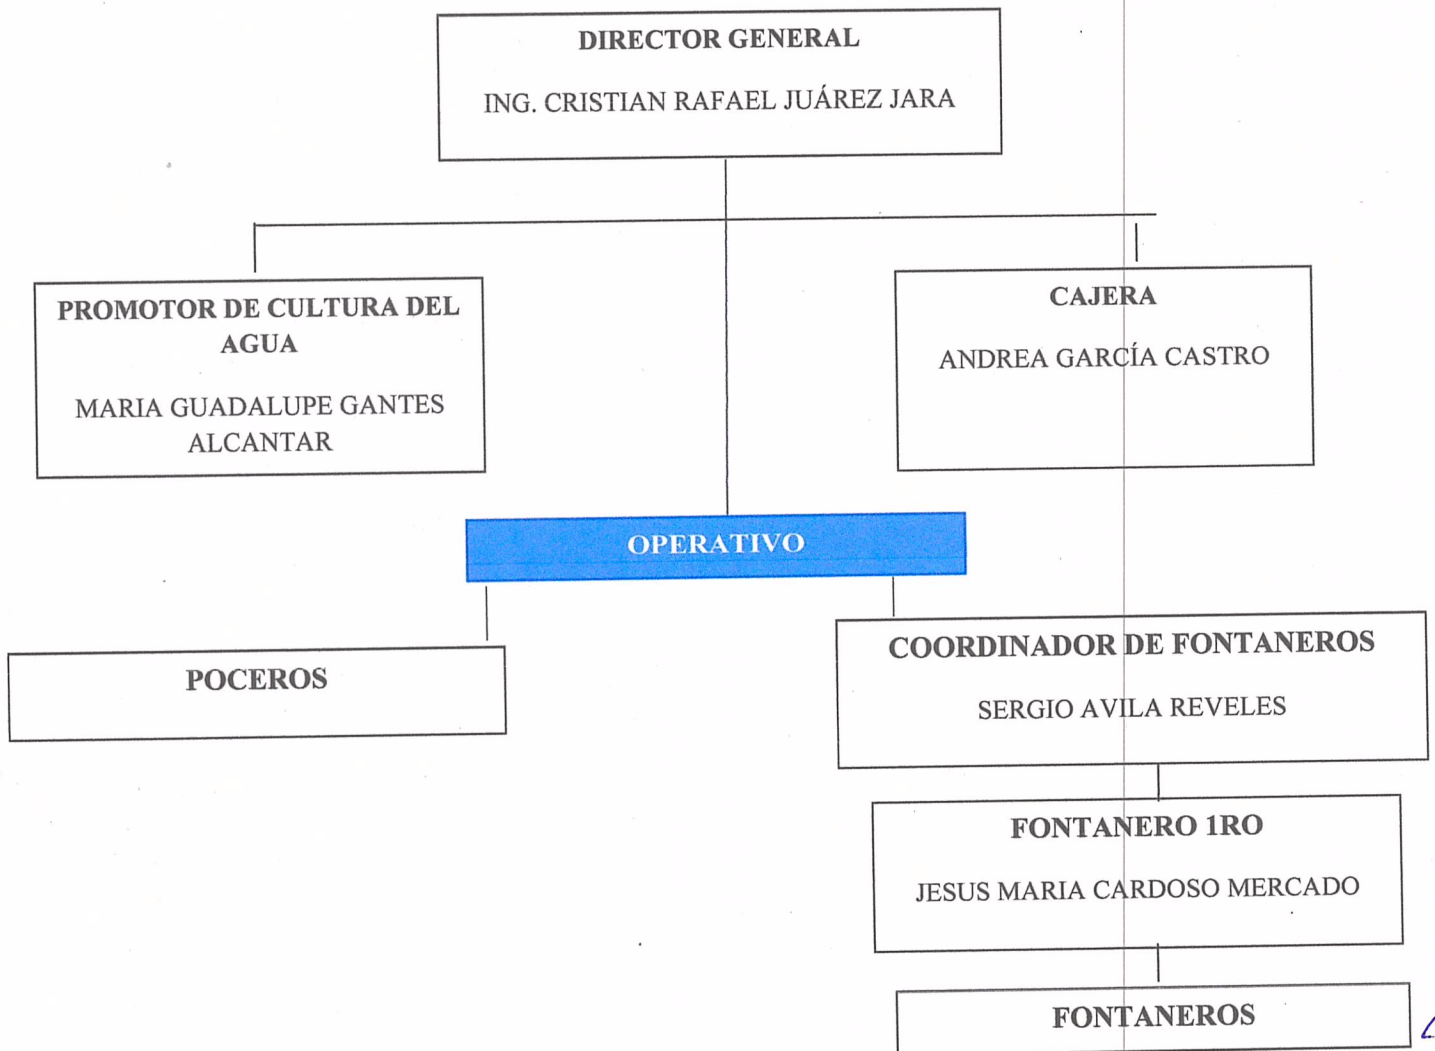 DIRECTOR GENERAL
ING. CRISTIAN RAFAEL JUÁREZ JARA
PROMOTOR DE CULTURA DEL
AGUA
MARIA GUADALUPE GANTES
ALCANTAR
CAJERA
ANDREA GARCÍA CASTRO
OPERATIVO
POCEROS
COORDINADOR DE FONTANEROS
SERGIO AVILA REVELES
FONTANERO 1RO
JESUS MARIA CARDOSO MERCADO
FONTANEROS